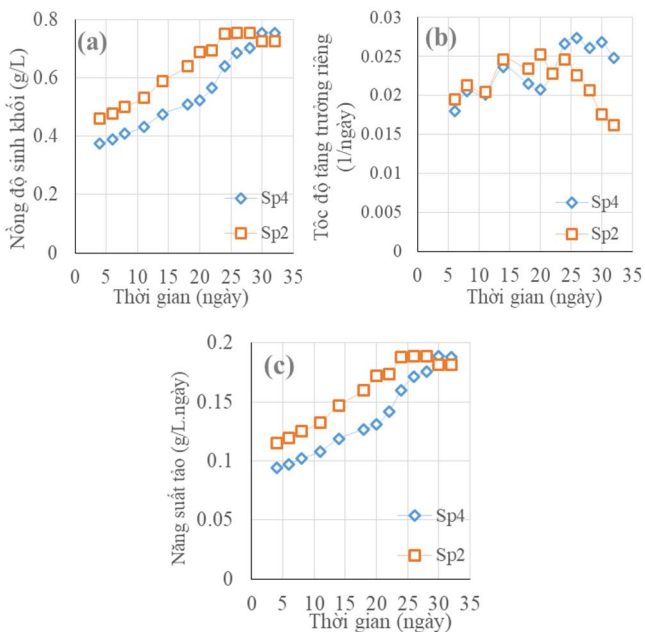 (a)
Nồng độ sinh khối (g/L)
0.8
0.6
0.4
0.2
0
Sp4
Sp2
0 5 10 15 20 25 30 35
Thời gian (ngày)
(b)
Tôc độ tăng trưởng riêng
(1/ngày)
0.03
0.025
0.02
0.015
0.01
0.005
0
Sp4
Sp2
0 5 10 15 20 25 30 35
Thời gian (ngày)
(c)
Năng suất tảo (g/L.ngày)
0.2
0.15
0.1
0.05
0
Sp4
Sp2
0 5 10 15 20 25 30 35
Thời gian (ngày)